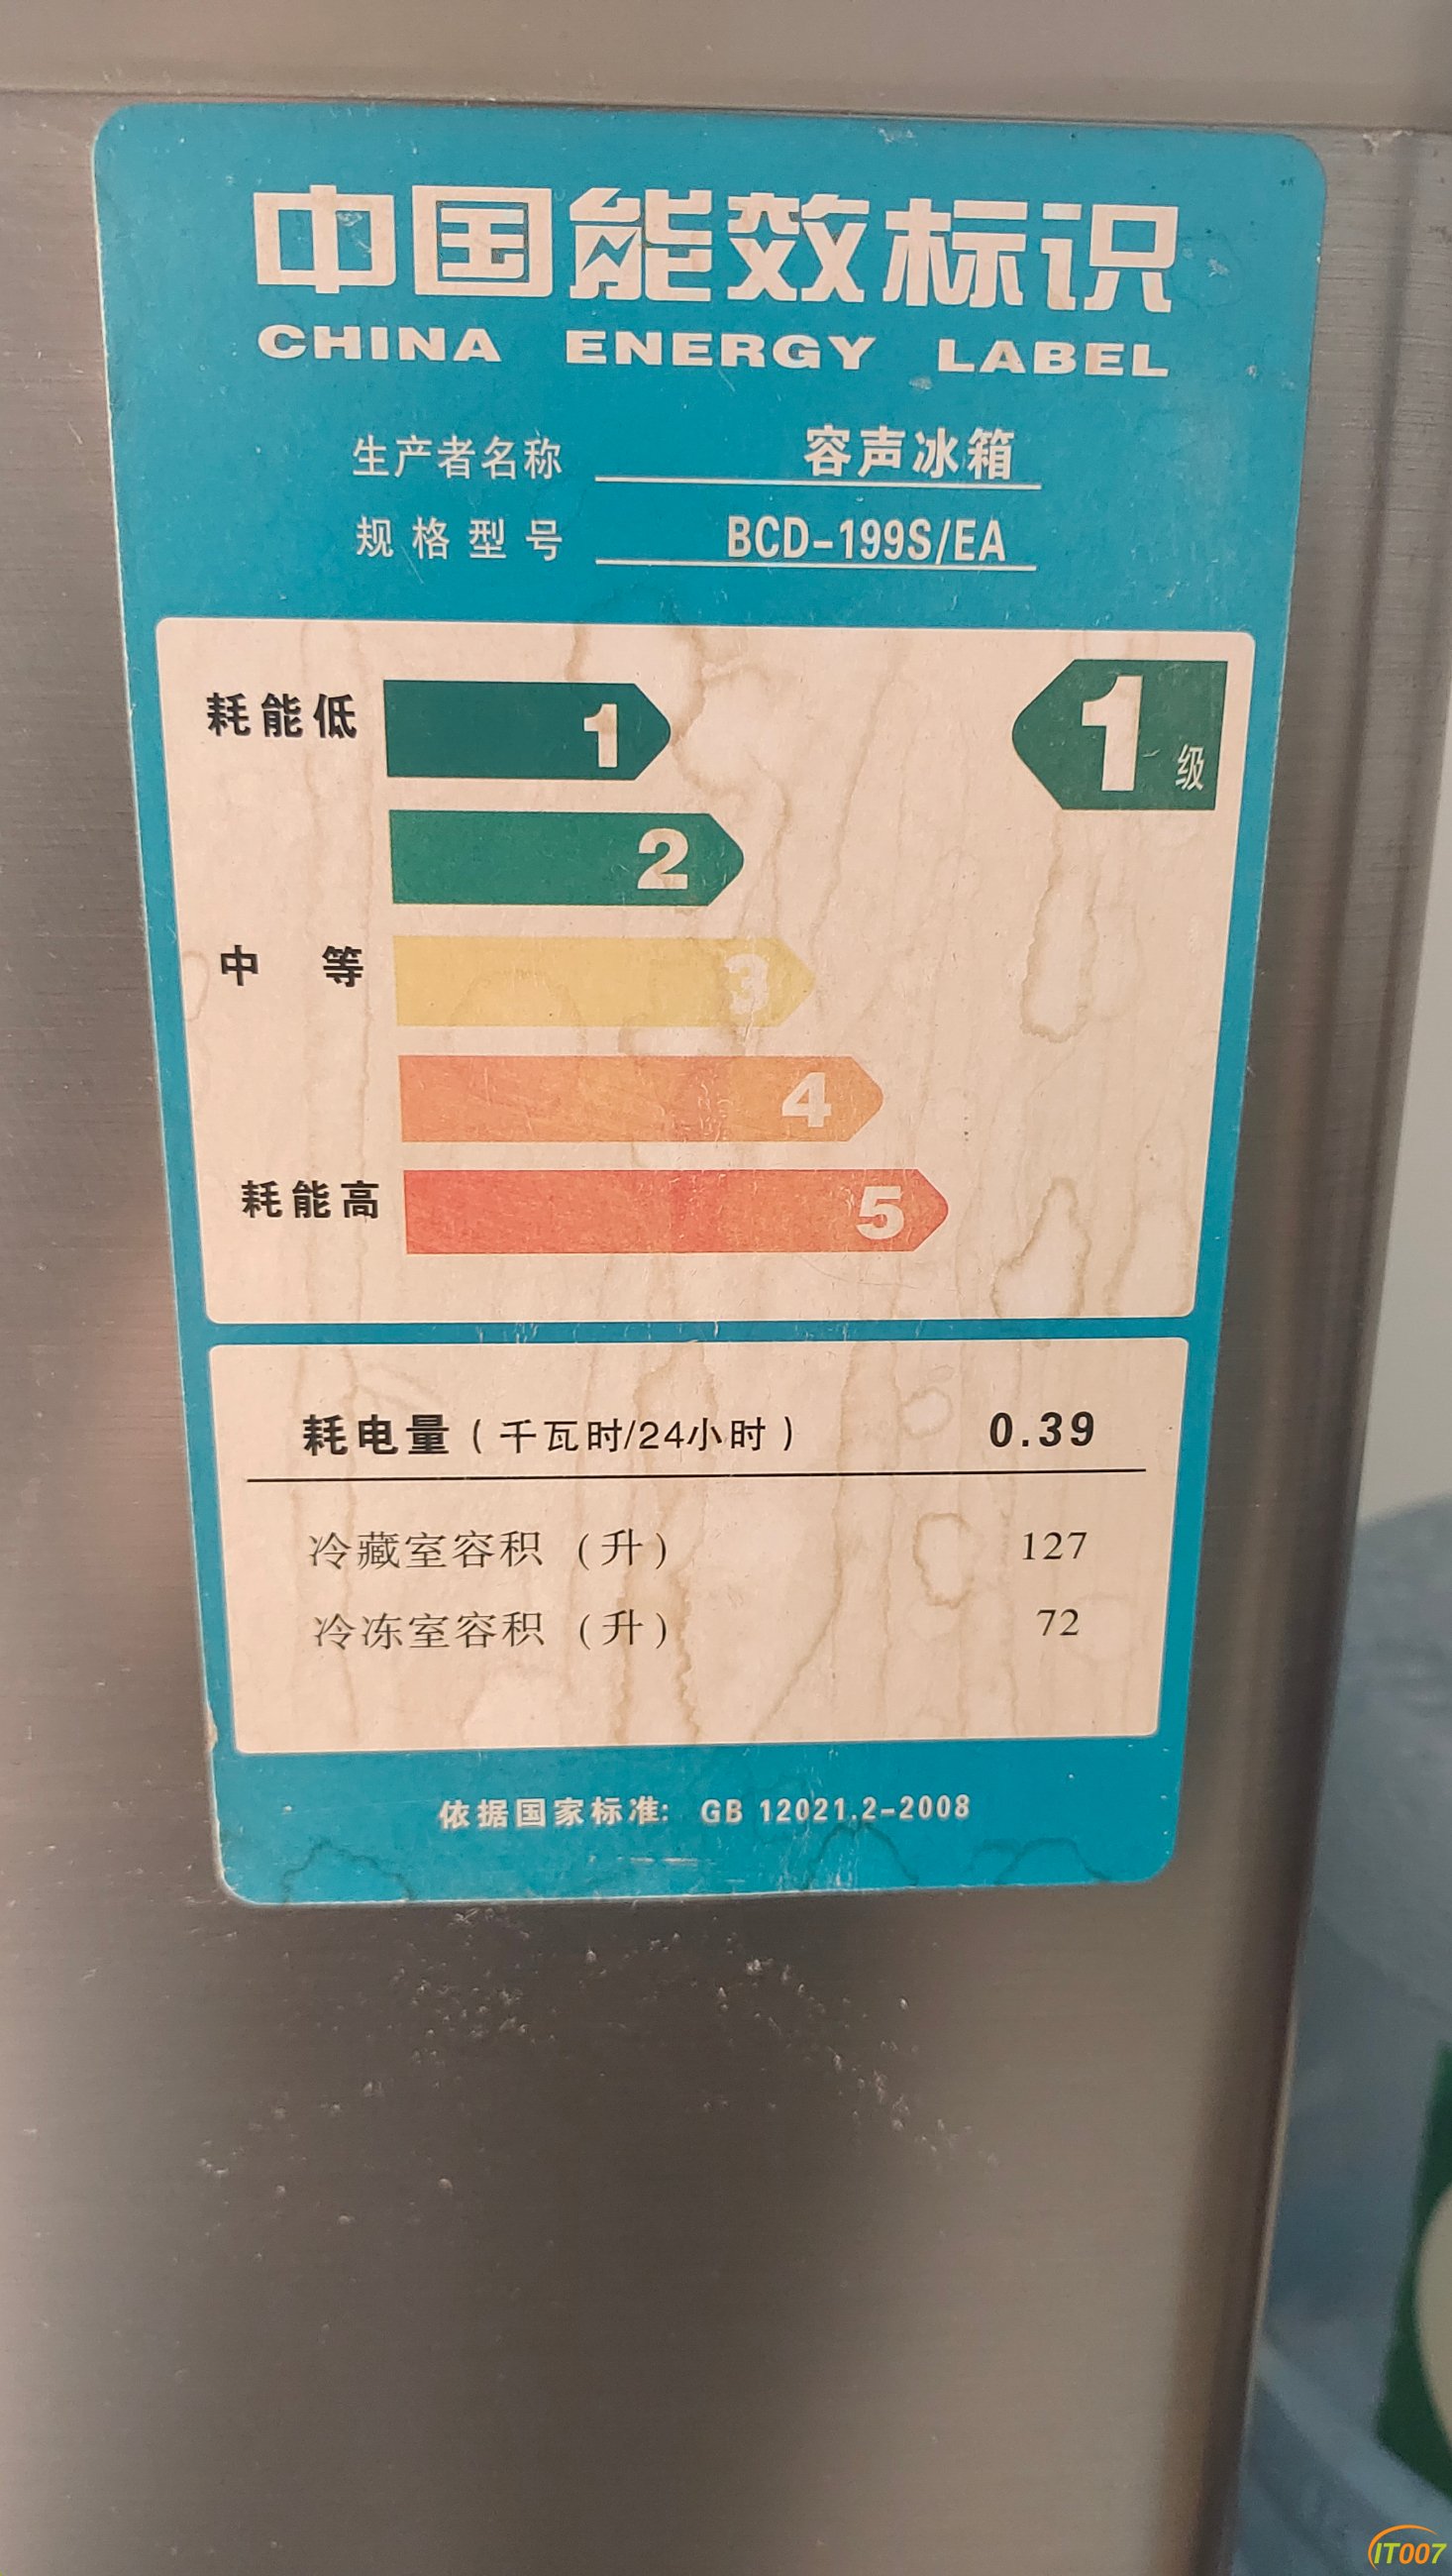 中国能效标识
CHINA ENERGY LABEL
生产者名称 容声冰箱
规格型号 BCD-199S/EA
耗能低 1 1级
2
中 等 3
4
耗能高 5
耗电量(千瓦时/24小时) 0.39
冷藏室容积 (升) 127
冷冻室容积 (升) 72
依据国家标准: GB 12021.2-2008
IT007